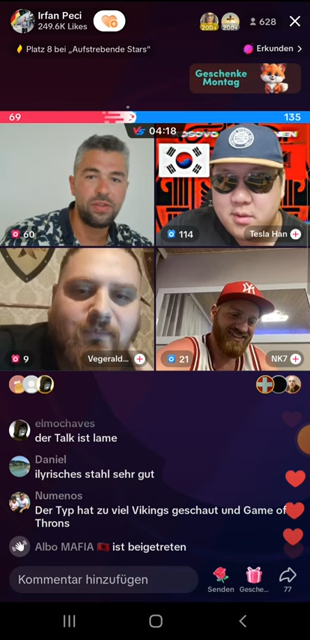 Irfan Peci
249.6K Likes
628
Platz 8 bei „Aufstrebende Stars“
Erkunden
Geschenke
Montag
69
135
VS 04:18
60
114
Tesla Han
9
Vegerald...
21
NK7
elmochaves
der Talk ist lame
Daniel
ilyrisches stahl sehr gut
Numenos
Der Typ hat zu viel Vikings geschaut und Game of
Throns
Albo MAFIA 🇦🇱 ist beigetreten
Kommentar hinzufügen
Senden
Gesche...
77